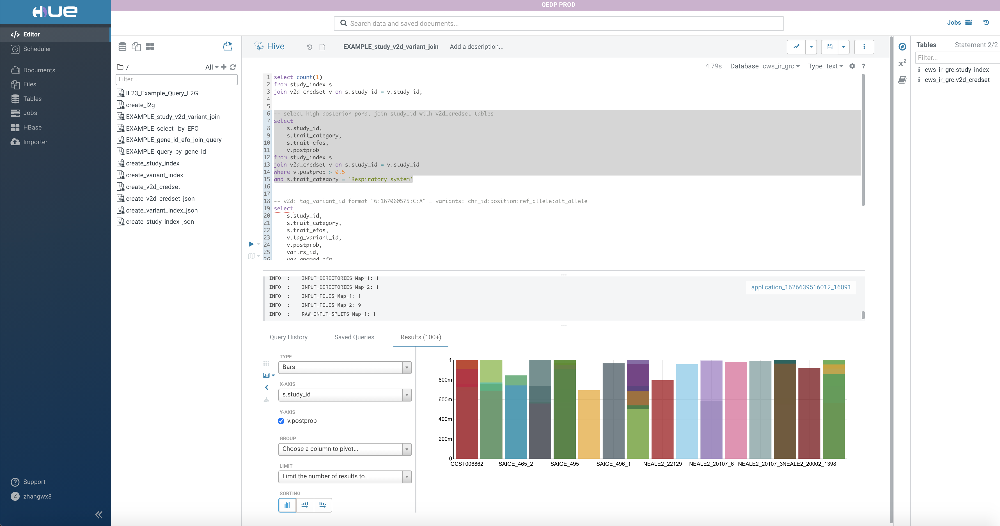 HUE
QEDP PROD
Editor
Scheduler
Documents
Files
Tables
Jobs
HBase
Importer
Support
Z zhangwx8
Search data and saved documents...
Jobs
/
All
Filter...
IL23_Example_Query_L2G
create_l2g
EXAMPLE_study_v2d_variant_join
EXAMPLE_select _by_EFO
EXAMPLE_gene_id_efo_join_query
EXAMPLE_query_by_gene_id
create_study_index
create_variant_index
create_v2d_credset
create_v2d_credset_json
create_variant_index_json
create_study_index_json
Hive
EXAMPLE_study_v2d_variant_join
Add a description...
4.79s Database cws_ir_grc Type text ?
1 select count(1)
2 from study_index s
3 join v2d_credset v on s.study_id = v.study_id;
4
5
6 -- select high posterior porb, join study_id with v2d_credset tables
7 select
8 s.study_id,
9 s.trait_category,
10 s.trait_efos,
11 v.postprob
12 from study_index s
13 join v2d_credset v on s.study_id = v.study_id
14 where v.postprob > 0.5
15 and s.trait_category = 'Respiratory system'
16
17
18 -- v2d: tag_variant_id format "6:167060575:C:A" = variants: chr_id:position:ref_allele:alt_allele
19 select
20 s.study_id,
21 s.trait_category,
22 s.trait_efos,
23 v.tag_variant_id,
24 v.postprob,
25 var.rs_id,
26 var.gnomad_afr
INFO : INPUT_DIRECTORIES_Map_1: 1
INFO : INPUT_DIRECTORIES_Map_2: 1
INFO : INPUT_FILES_Map_1: 1
INFO : INPUT_FILES_Map_2: 9
INFO : RAW_INPUT_SPLITS_Map_1: 1
application_1626639516012_16091
Query History
Saved Queries
Results (100+)
TYPE
Bars
X-AXIS
s.study_id
Y-AXIS
v.postprob
GROUP
Choose a column to pivot...
LIMIT
Limit the number of results to...
SORTING
1
800m
600m
400m
200m
0
GCST006862 SAIGE_465_2 SAIGE_495 SAIGE_496_1 NEALE2_22129 NEALE2_20107_6 NEALE2_20107_3NEALE2_20002_1398
x2
Tables Statement 2/2
Filter...
cws_ir_grc.study_index
cws_ir_grc.v2d_credset